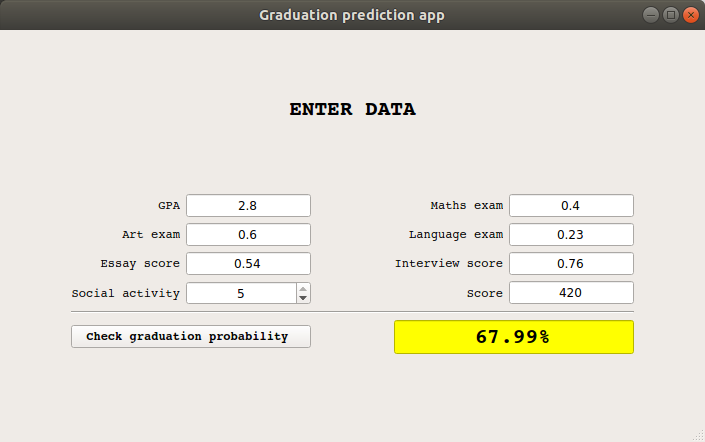 Graduation prediction app
ENTER DATA
GPA 2.8 Maths exam 0.4
Art exam 0.6 Language exam 0.23
Essay score 0.54 Interview score 0.76
Social activity 5 Score 420
Check graduation probability 67.99%